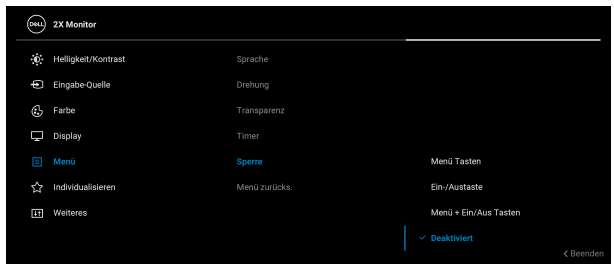 DELL 2X Monitor
Helligkeit/Kontrast
Eingabe-Quelle
Farbe
Display
Menü
Individualisieren
Weiteres
Sprache
Drehung
Transparenz
Timer
Sperre
Menü zurücks.
Menü Tasten
Ein-/Austaste
Menü + Ein/Aus Tasten
Deaktiviert
Beenden